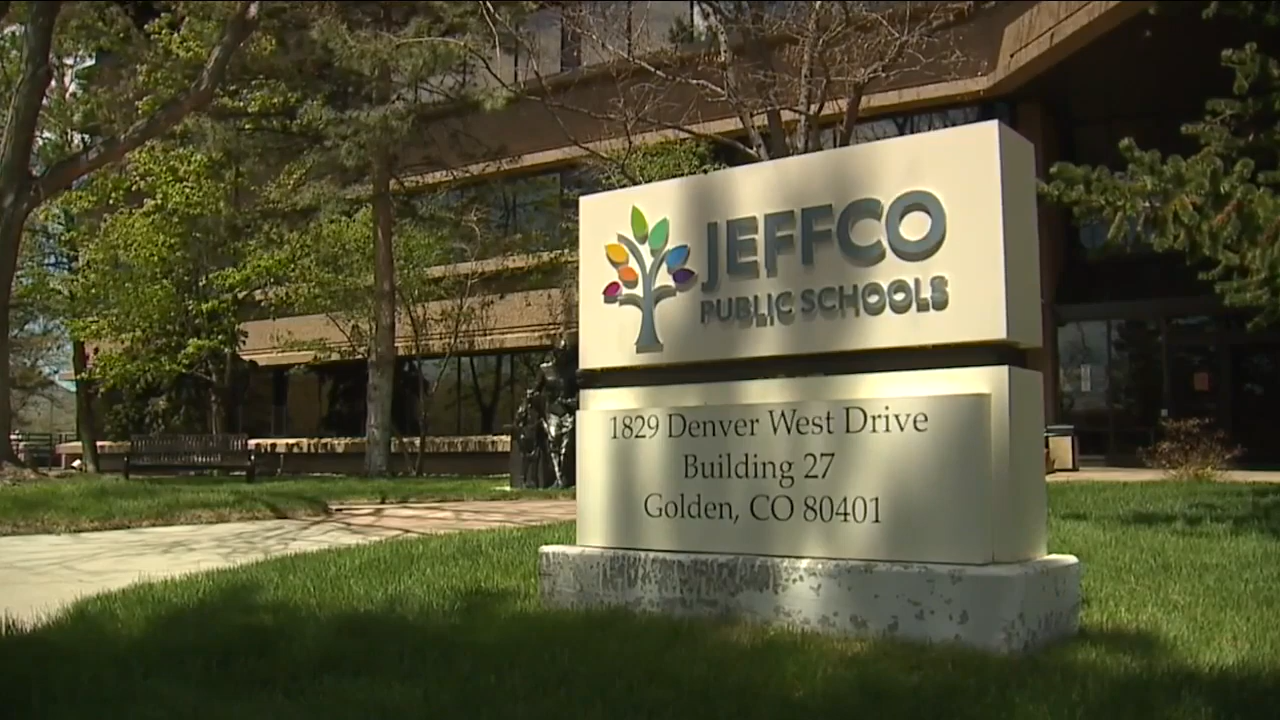 JEFFCO
PUBLIC SCHOOLS
1829 Denver West Drive
Building 27
Golden, CO 80401